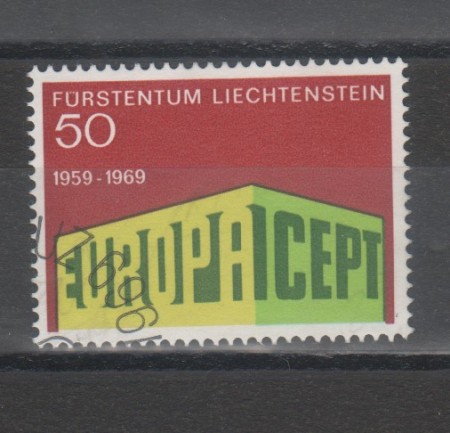 FÜRSTENTUM LIECHTENSTEIN
50
1959-1969
EUROPA CEPT